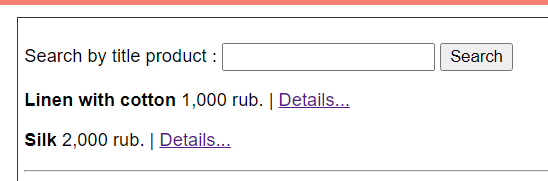 Search by title product : Search
Linen with cotton 1,000 rub. | Details...
Silk 2,000 rub. | Details...